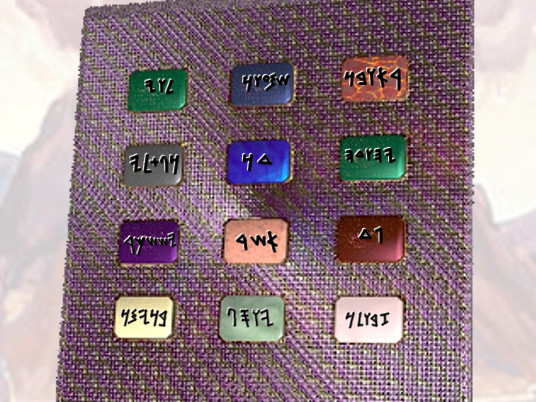 𐤓𐤀𐤅𐤁𐤍 𐤔𐤌𐤏𐤅𐤍 𐤋𐤅𐤉
𐤉𐤄𐤅𐤃𐤄 𐤃𐤍 𐤍𐤐𐤕𐤋𐤉
𐤂𐤃 𐤀𐤔𐤓 𐤉𐤔𐤔𐤊𐤓
𐤆𐤁𐤅𐤋𐤍 𐤉𐤅𐤎𐤐 𐤁𐤍𐤉𐤌𐤍